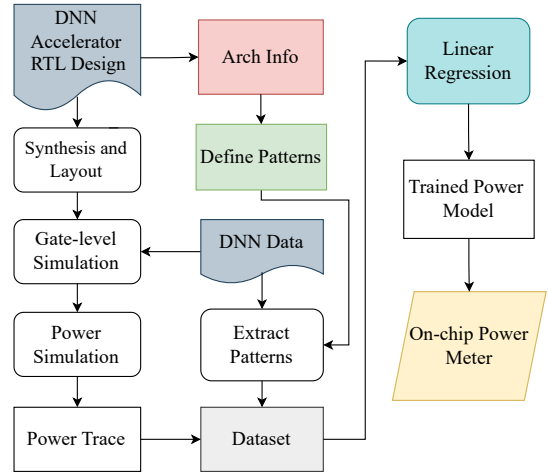 DNN
Accelerator
RTL Design
Arch Info
Linear
Regression
Synthesis and
Layout
Define Patterns
Trained Power
Model
Gate-level
Simulation
DNN Data
Power
Simulation
Extract
Patterns
On-chip Power
Meter
Power Trace
Dataset